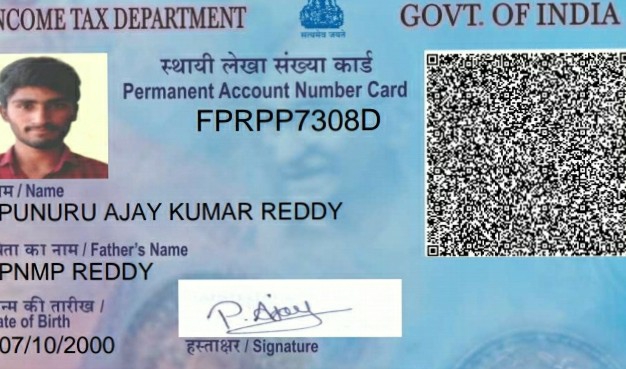 NCOME TAX DEPARTMENT
सत्यमेव जयते
GOVT. OF INDIA
स्थायी लेखा संख्या कार्ड
Permanent Account Number Card
FPRPP7308D
ाम / Name
PUNURU AJAY KUMAR REDDY
पिता का नाम / Father's Name
PNMP REDDY
न्म की तारीख /
ate of Birth
07/10/2000
P. Ajay
हस्ताक्षर / Signature